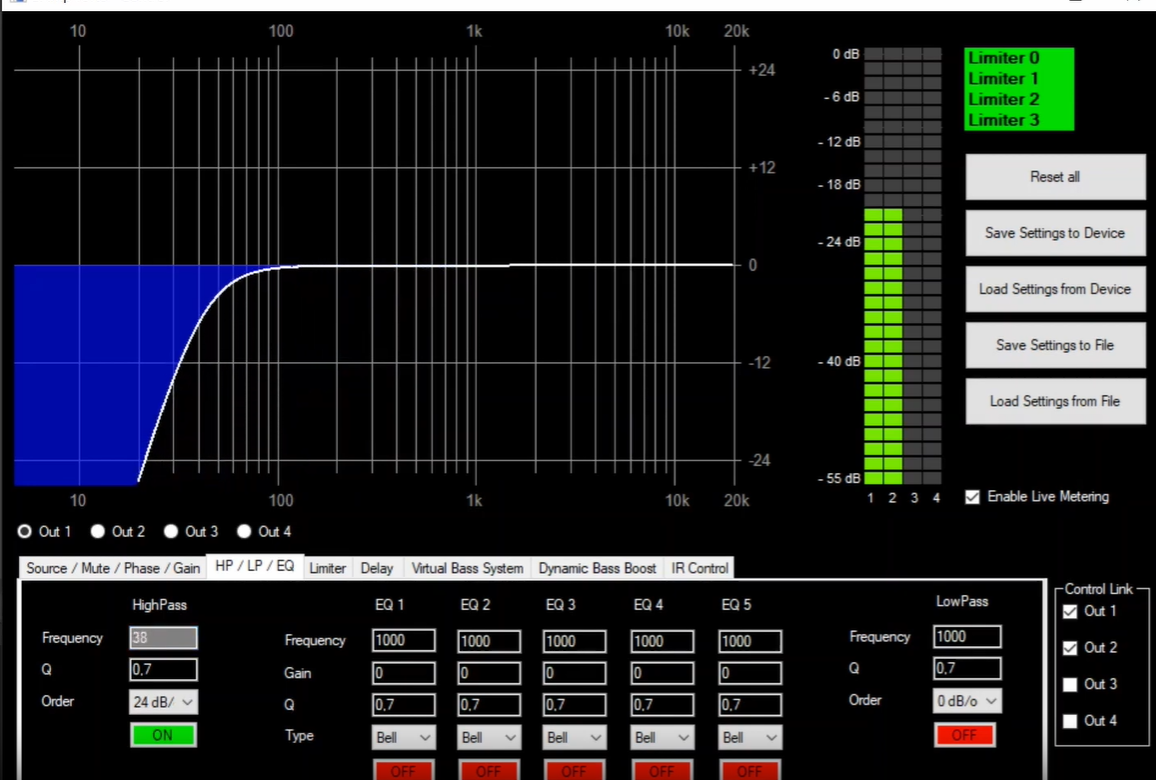 10 100 1k 10k 20k
+24
+12
0
-12
-24
10 100 1k 10k 20k
0 dB
- 6 dB
- 12 dB
- 18 dB
- 24 dB
- 40 dB
- 55 dB
1 2 3 4
Limiter 0
Limiter 1
Limiter 2
Limiter 3
Reset all
Save Settings to Device
Load Settings from Device
Save Settings to File
Load Settings from File
Enable Live Metering
Out 1 Out 2 Out 3 Out 4
Source / Mute / Phase / Gain HP / LP / EQ Limiter Delay Virtual Bass System Dynamic Bass Boost IR Control
HighPass
Frequency 38
Q 0,7
Order 24 dB/
ON
EQ 1 EQ 2 EQ 3 EQ 4 EQ 5
Frequency 1000 1000 1000 1000 1000
Gain 0 0 0 0 0
Q 0,7 0,7 0,7 0,7 0,7
Type Bell Bell Bell Bell Bell
OFF OFF OFF OFF OFF
LowPass
Frequency 1000
Q 0,7
Order 0 dB/o
OFF
Control Link
Out 1
Out 2
Out 3
Out 4